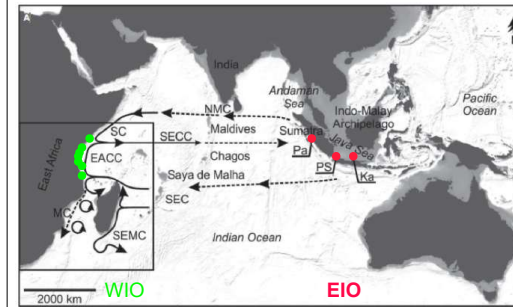 A
India
Andaman
Sea
Pacific
Ocean
NMC
Indo-Malay
Archipelago
SC
Maldives
Sumatra
SECC
Java Sea
East Africa
EACC
Chagos
Pa
PS
Ka
Saya de Malha
SEC
MC
SEMC
Indian Ocean
2000 km
WIO
EIO